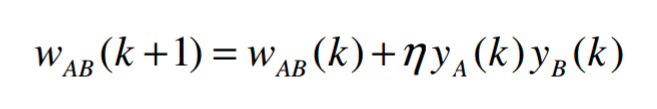 w_AB(k+1) = w_AB(k) + ηy_A(k)y_B(k)